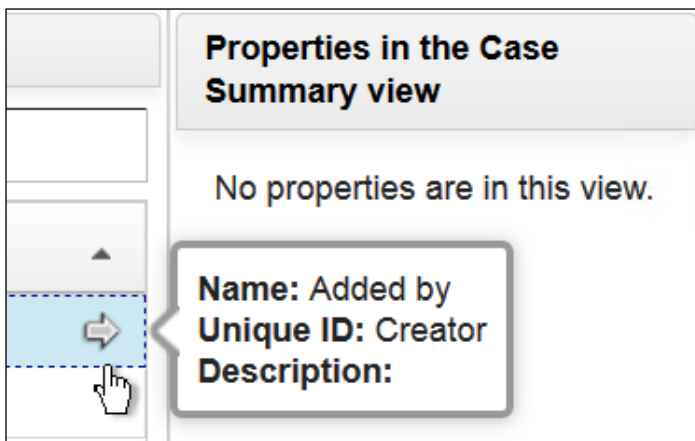 Properties in the Case
Summary view
No properties are in this view.
Name: Added by
Unique ID: Creator
Description: